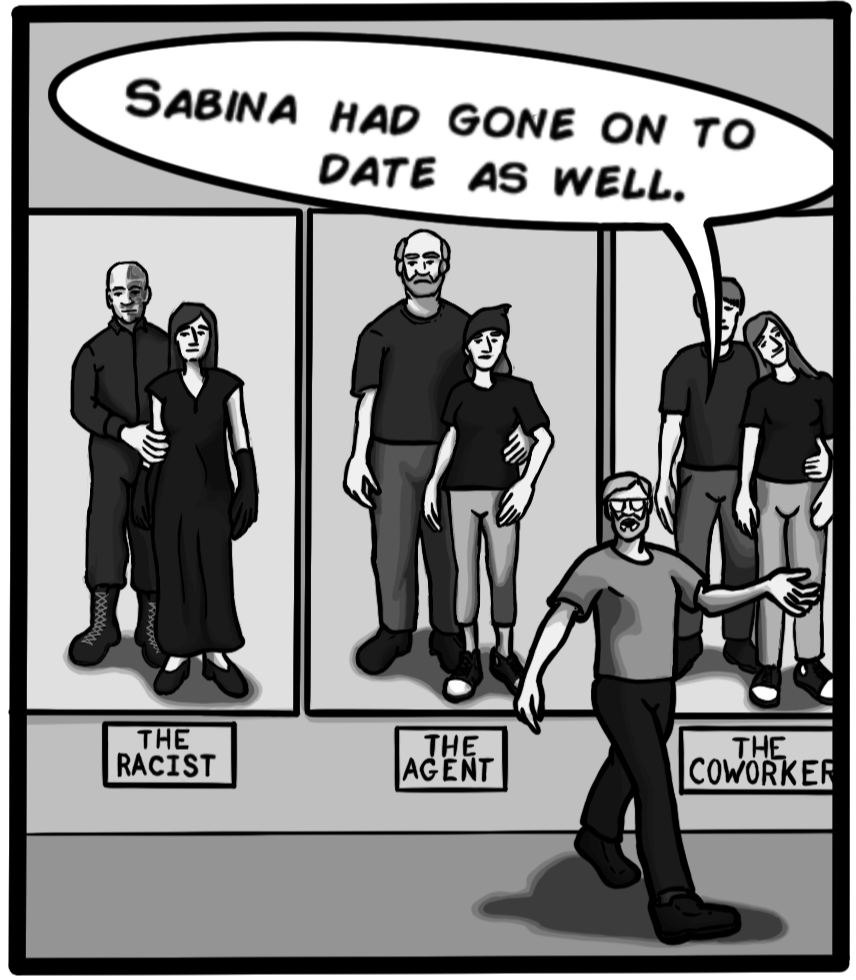 SABINA HAD GONE ON TO
DATE AS WELL.
THE
RACIST
THE
AGENT
THE
COWORKER